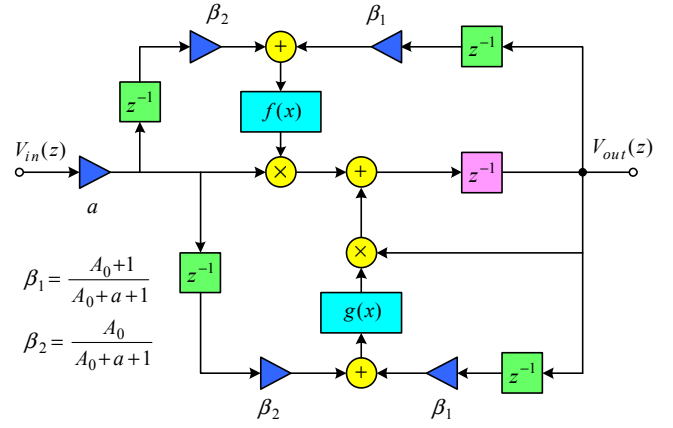 β₂ β₁
+ z⁻¹
z⁻¹ f(x)
V_in(z) V_out(z)
× + z⁻¹
a
×
z⁻¹
β₁ = (A₀+1)/(A₀+a+1)
g(x)
β₂ = A₀/(A₀+a+1)
+ z⁻¹
β₂ β₁